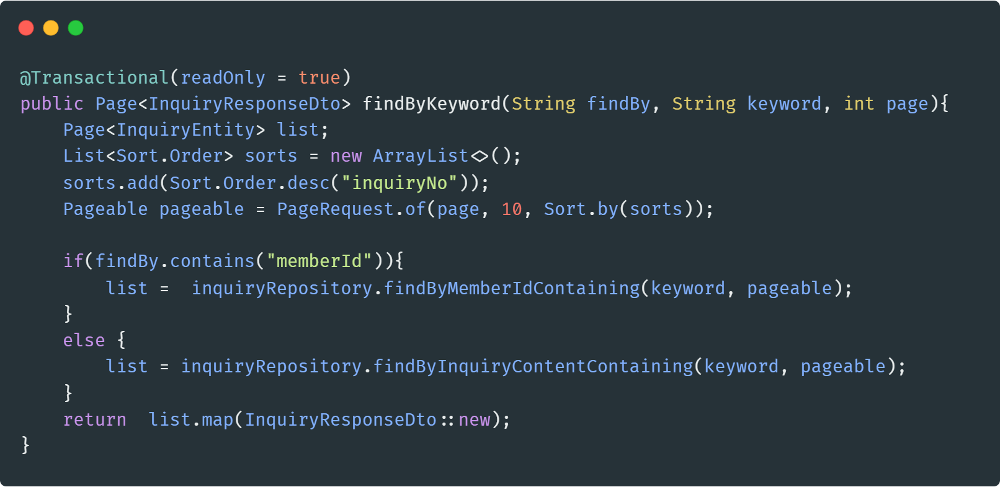 @Transactional(readOnly = true)
public Page<InquiryResponseDto> findByKeyword(String findBy, String keyword, int page){
    Page<InquiryEntity> list;
    List<Sort.Order> sorts = new ArrayList<>();
    sorts.add(Sort.Order.desc("inquiryNo"));
    Pageable pageable = PageRequest.of(page, 10, Sort.by(sorts));

    if(findBy.contains("memberId")){
        list =  inquiryRepository.findByMemberIdContaining(keyword, pageable);
    }
    else {
        list = inquiryRepository.findByInquiryContentContaining(keyword, pageable);
    }
    return  list.map(InquiryResponseDto::new);
}